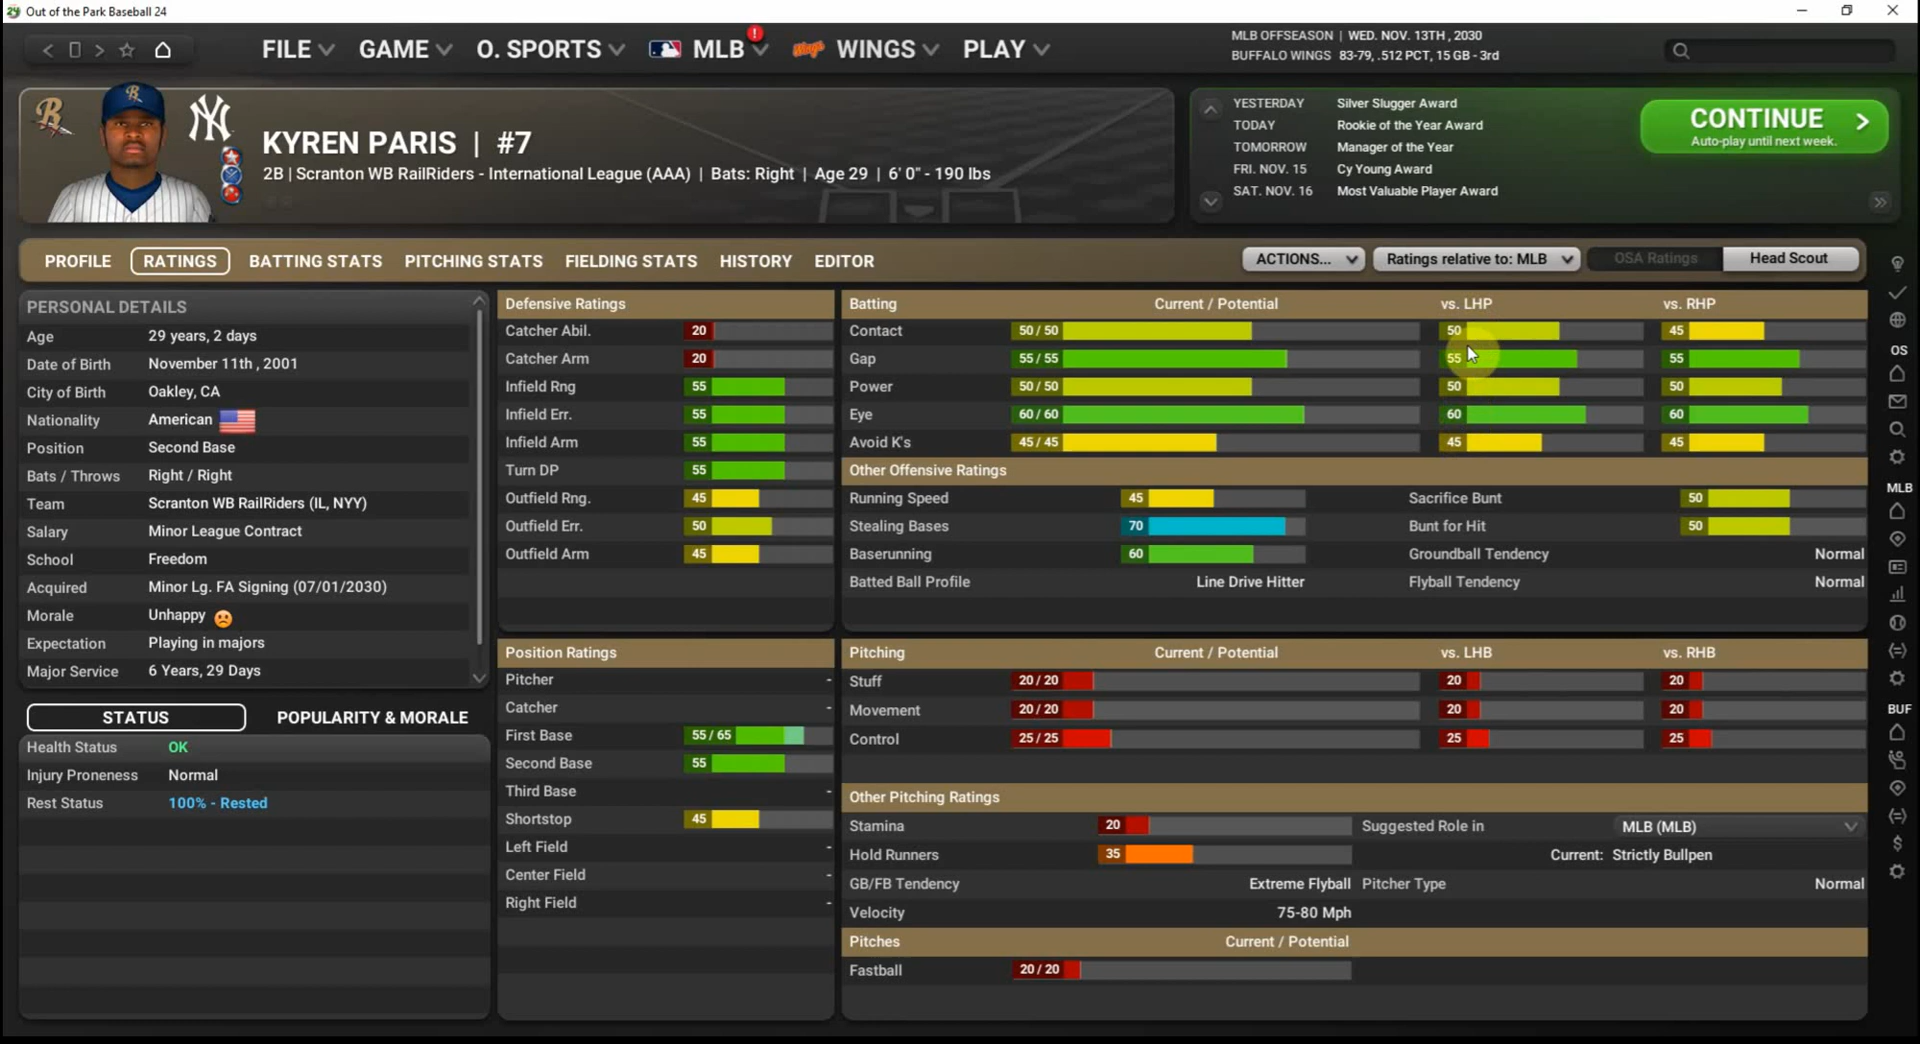 Out of the Park Baseball 24
FILE GAME O. SPORTS MLB WINGS PLAY
MLB OFFSEASON | WED. NOV. 13TH , 2030
BUFFALO WINGS 83-79, .512 PCT, 15 GB - 3rd
KYREN PARIS | #7
2B | Scranton WB RailRiders - International League (AAA) | Bats: Right | Age 29 | 6' 0" - 190 lbs
YESTERDAY Silver Slugger Award
TODAY Rookie of the Year Award
TOMORROW Manager of the Year
FRI. NOV. 15 Cy Young Award
SAT. NOV. 16 Most Valuable Player Award
CONTINUE
Auto-play until next week.
PROFILE RATINGS BATTING STATS PITCHING STATS FIELDING STATS HISTORY EDITOR
ACTIONS... Ratings relative to: MLB OSA Ratings Head Scout
PERSONAL DETAILS
Age 29 years, 2 days
Date of Birth November 11th , 2001
City of Birth Oakley, CA
Nationality American
Position Second Base
Bats / Throws Right / Right
Team Scranton WB RailRiders (IL, NYY)
Salary Minor League Contract
School Freedom
Acquired Minor Lg. FA Signing (07/01/2030)
Morale Unhappy
Expectation Playing in majors
Major Service 6 Years, 29 Days
STATUS POPULARITY & MORALE
Health Status OK
Injury Proneness Normal
Rest Status 100% - Rested
Defensive Ratings
Catcher Abil. 20
Catcher Arm 20
Infield Rng 55
Infield Err. 55
Infield Arm 55
Turn DP 55
Outfield Rng. 45
Outfield Err. 50
Outfield Arm 45
Position Ratings
Pitcher -
Catcher -
First Base 55 / 65
Second Base 55
Third Base -
Shortstop 45
Left Field -
Center Field -
Right Field -
Batting Current / Potential vs. LHP vs. RHP
Contact 50 / 50 50 45
Gap 55 / 55 55 55
Power 50 / 50 50 50
Eye 60 / 60 60 60
Avoid K's 45 / 45 45 45
Other Offensive Ratings
Running Speed 45 Sacrifice Bunt 50
Stealing Bases 70 Bunt for Hit 50
Baserunning 60 Groundball Tendency Normal
Batted Ball Profile Line Drive Hitter Flyball Tendency Normal
Pitching Current / Potential vs. LHB vs. RHB
Stuff 20 / 20 20 20
Movement 20 / 20 20 20
Control 25 / 25 25 25
Other Pitching Ratings
Stamina 20 Suggested Role in MLB (MLB)
Hold Runners 35 Current: Strictly Bullpen
GB/FB Tendency Extreme Flyball Pitcher Type Normal
Velocity 75-80 Mph
Pitches Current / Potential
Fastball 20 / 20
OS
MLB
BUF